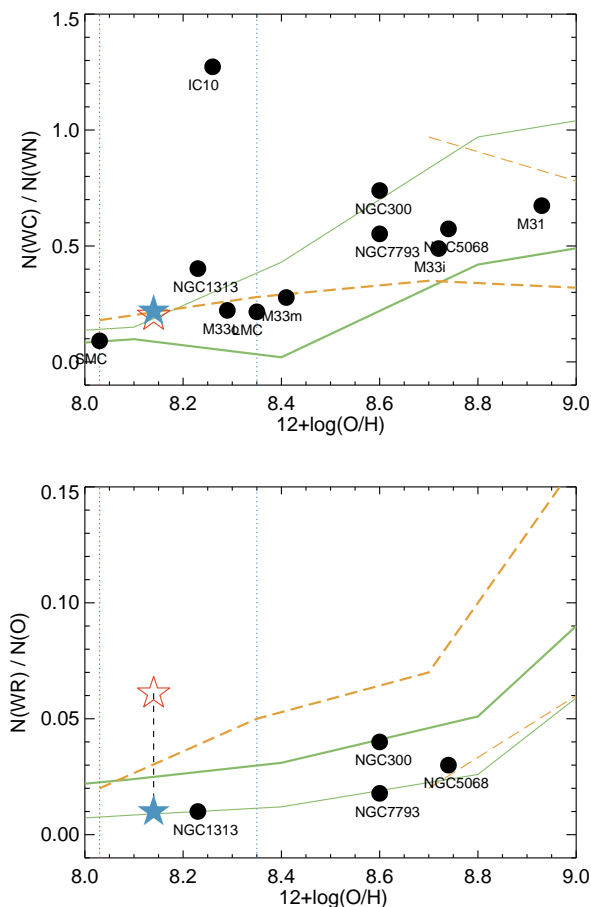 1.5
IC10
1.0
N(WC) / N(WN)
NGC300
M31
NGC7793
NGC5068
0.5
M33i
NGC1313
M33m
M33o
LMC
SMC
0.0
8.0 8.2 8.4 8.6 8.8 9.0
12+log(O/H)
0.15
0.10
N(WR) / N(O)
0.05
NGC300
NGC5068
NGC7793
NGC1313
0.00
8.0 8.2 8.4 8.6 8.8 9.0
12+log(O/H)